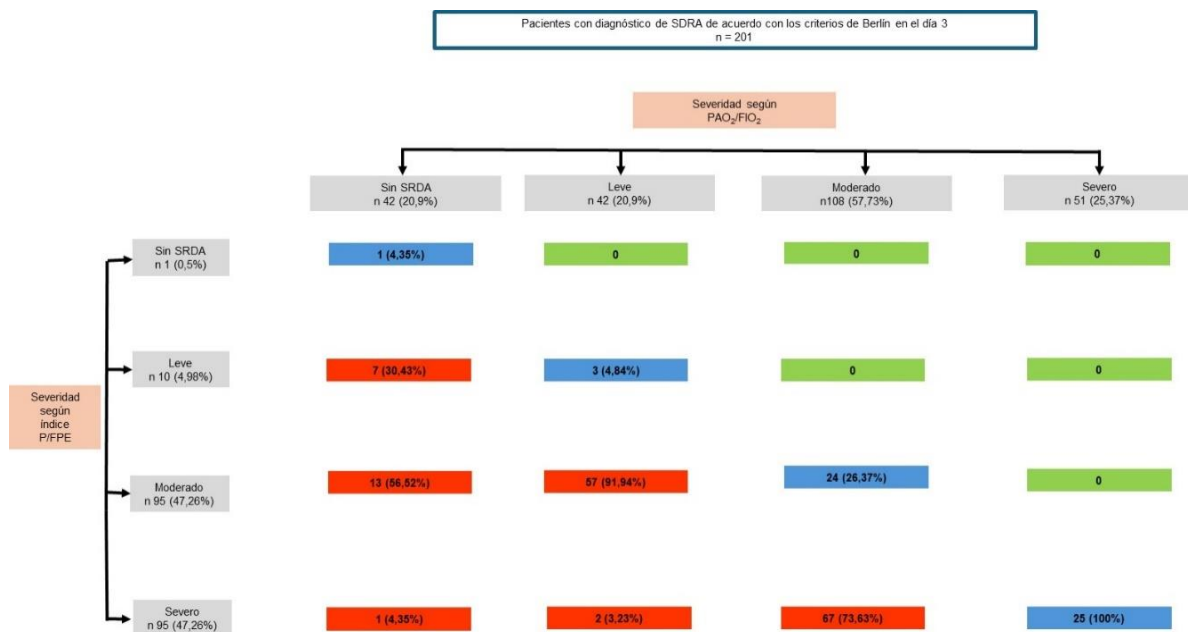 Pacientes con diagnóstico de SDRA de acuerdo con los criterios de Berlín en el día 3
n = 201
Severidad según
PAO₂/FIO₂
Sin SRDA
n 42 (20,9%)
Leve
n 42 (20,9%)
Moderado
n108 (57,73%)
Severo
n 51 (25,37%)
Sin SRDA
n 1 (0,5%)
1 (4,35%)
0
0
0
Leve
n 10 (4,98%)
7 (30,43%)
3 (4,84%)
0
0
Severidad
según
índice
P/FPE
Moderado
n 95 (47,26%)
13 (56,52%)
57 (91,94%)
24 (26,37%)
0
Severo
n 95 (47,26%)
1 (4,35%)
2 (3,23%)
67 (73,63%)
25 (100%)